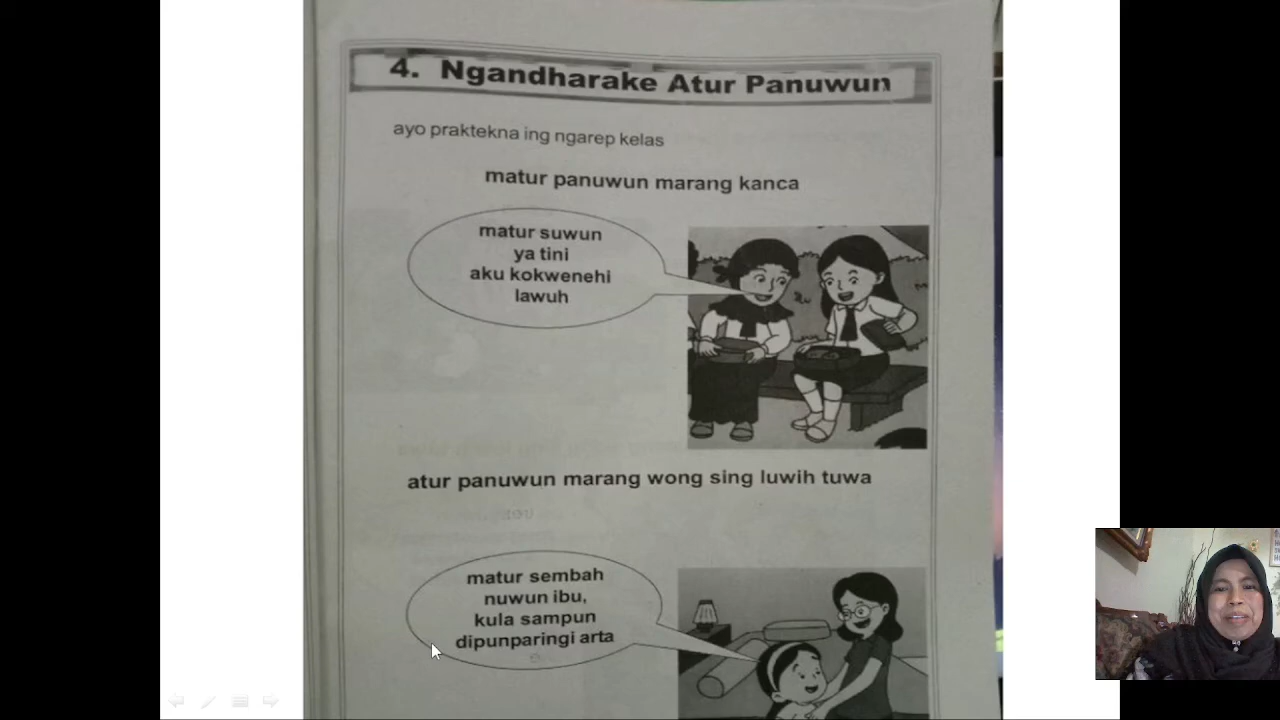 4. Ngandharake Atur Panuwun
ayo praktekna ing ngarep kelas
matur panuwun marang kanca
matur suwun
ya tini
aku kokwenehi
lawuh
atur panuwun marang wong sing luwih tuwa
matur sembah
nuwun ibu,
kula sampun
dipunparingi arta